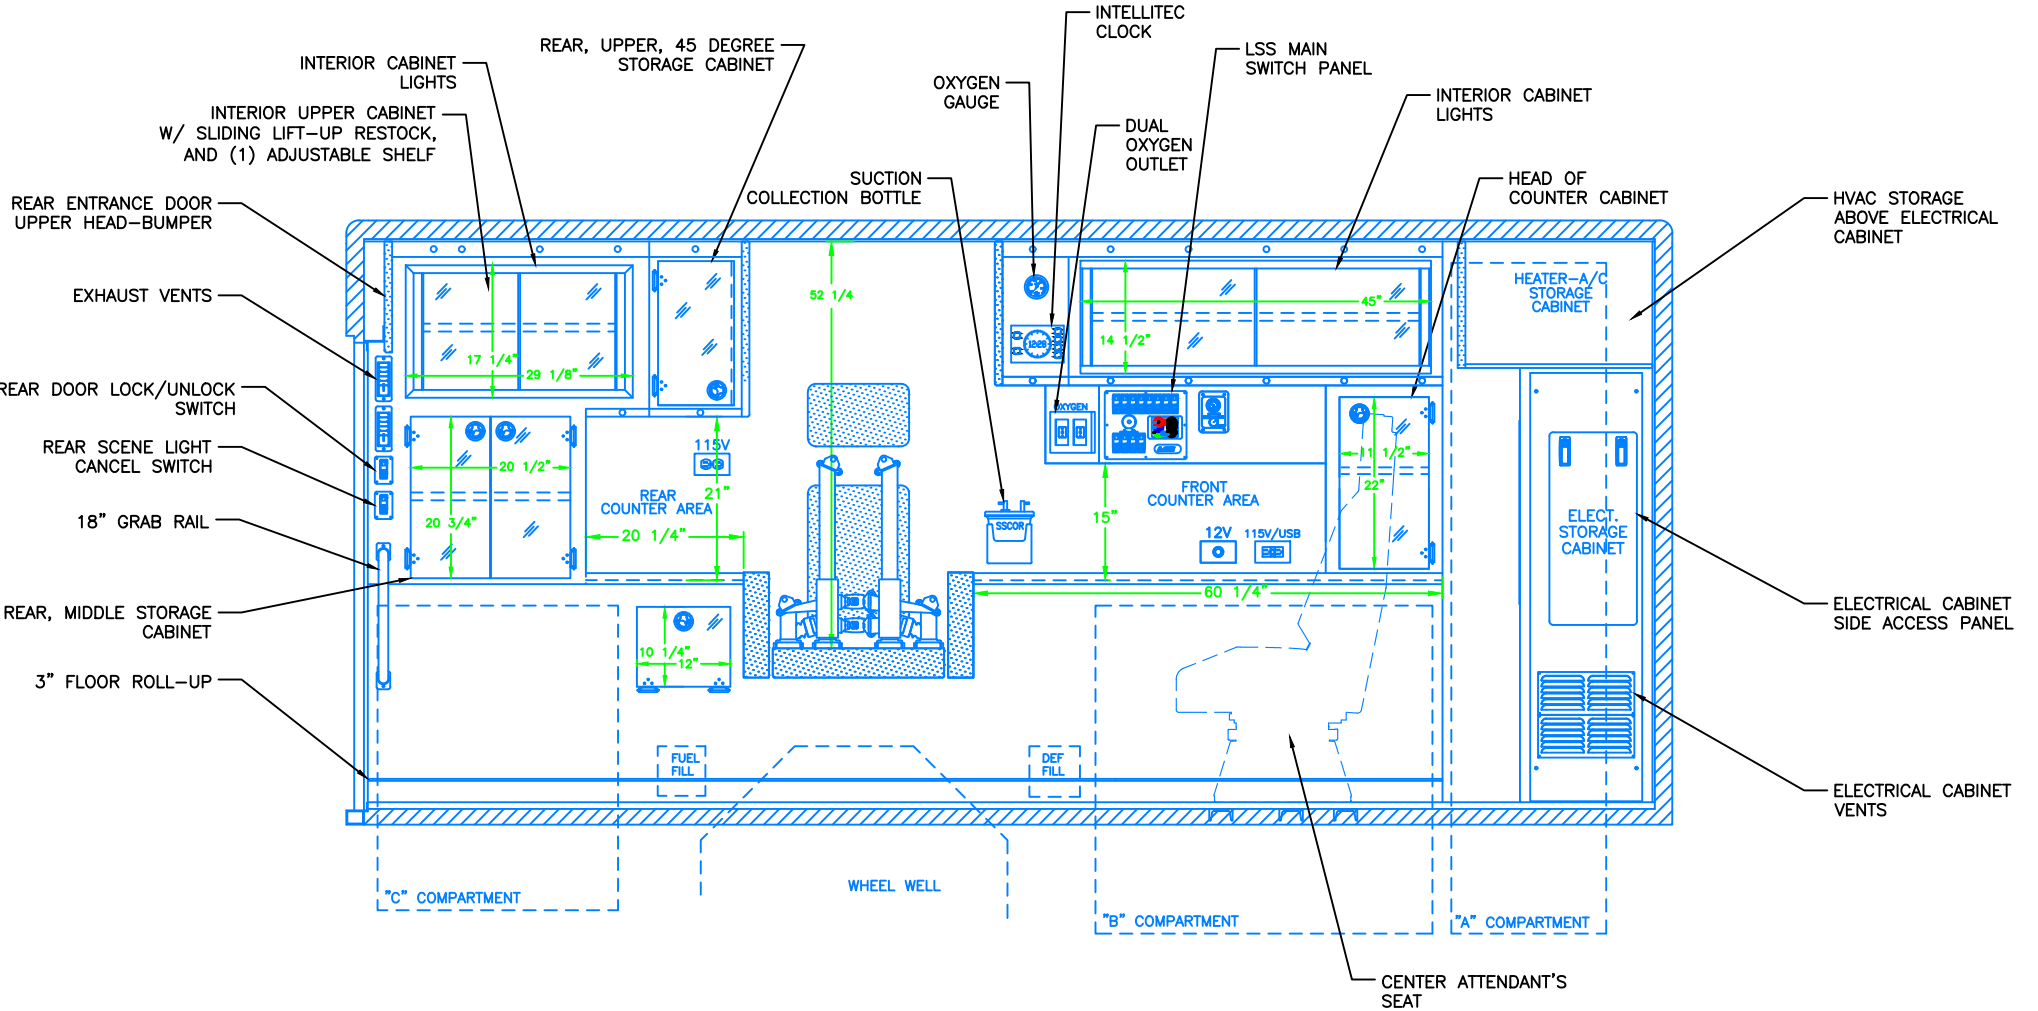 INTELLITEC
CLOCK
REAR, UPPER, 45 DEGREE
STORAGE CABINET
LSS MAIN
SWITCH PANEL
INTERIOR CABINET
LIGHTS
OXYGEN
GAUGE
INTERIOR CABINET
LIGHTS
INTERIOR UPPER CABINET
W/ SLIDING LIFT-UP RESTOCK,
AND (1) ADJUSTABLE SHELF
DUAL
OXYGEN
OUTLET
SUCTION
COLLECTION BOTTLE
HEAD OF
COUNTER CABINET
REAR ENTRANCE DOOR
UPPER HEAD-BUMPER
HVAC STORAGE
ABOVE ELECTRICAL
CABINET
EXHAUST VENTS
REAR DOOR LOCK/UNLOCK
SWITCH
REAR SCENE LIGHT
CANCEL SWITCH
18" GRAB RAIL
REAR, MIDDLE STORAGE
CABINET
3" FLOOR ROLL-UP
HEATER-A/C
STORAGE
CABINET
52 1/4
45"
14 1/2"
12:28
17 1/4"
29 1/8"
OXYGEN
115V
20 1/2"
21"
REAR
COUNTER AREA
20 3/4"
20 1/4"
SSCOR
FRONT
COUNTER AREA
15"
12V
115V/USB
11 1/2"
22"
ELECT.
STORAGE
CABINET
60 1/4"
10 1/4"
12"
ELECTRICAL CABINET
SIDE ACCESS PANEL
FUEL
FILL
DEF
FILL
ELECTRICAL CABINET
VENTS
"C" COMPARTMENT
WHEEL WELL
"B" COMPARTMENT
"A" COMPARTMENT
CENTER ATTENDANT'S
SEAT